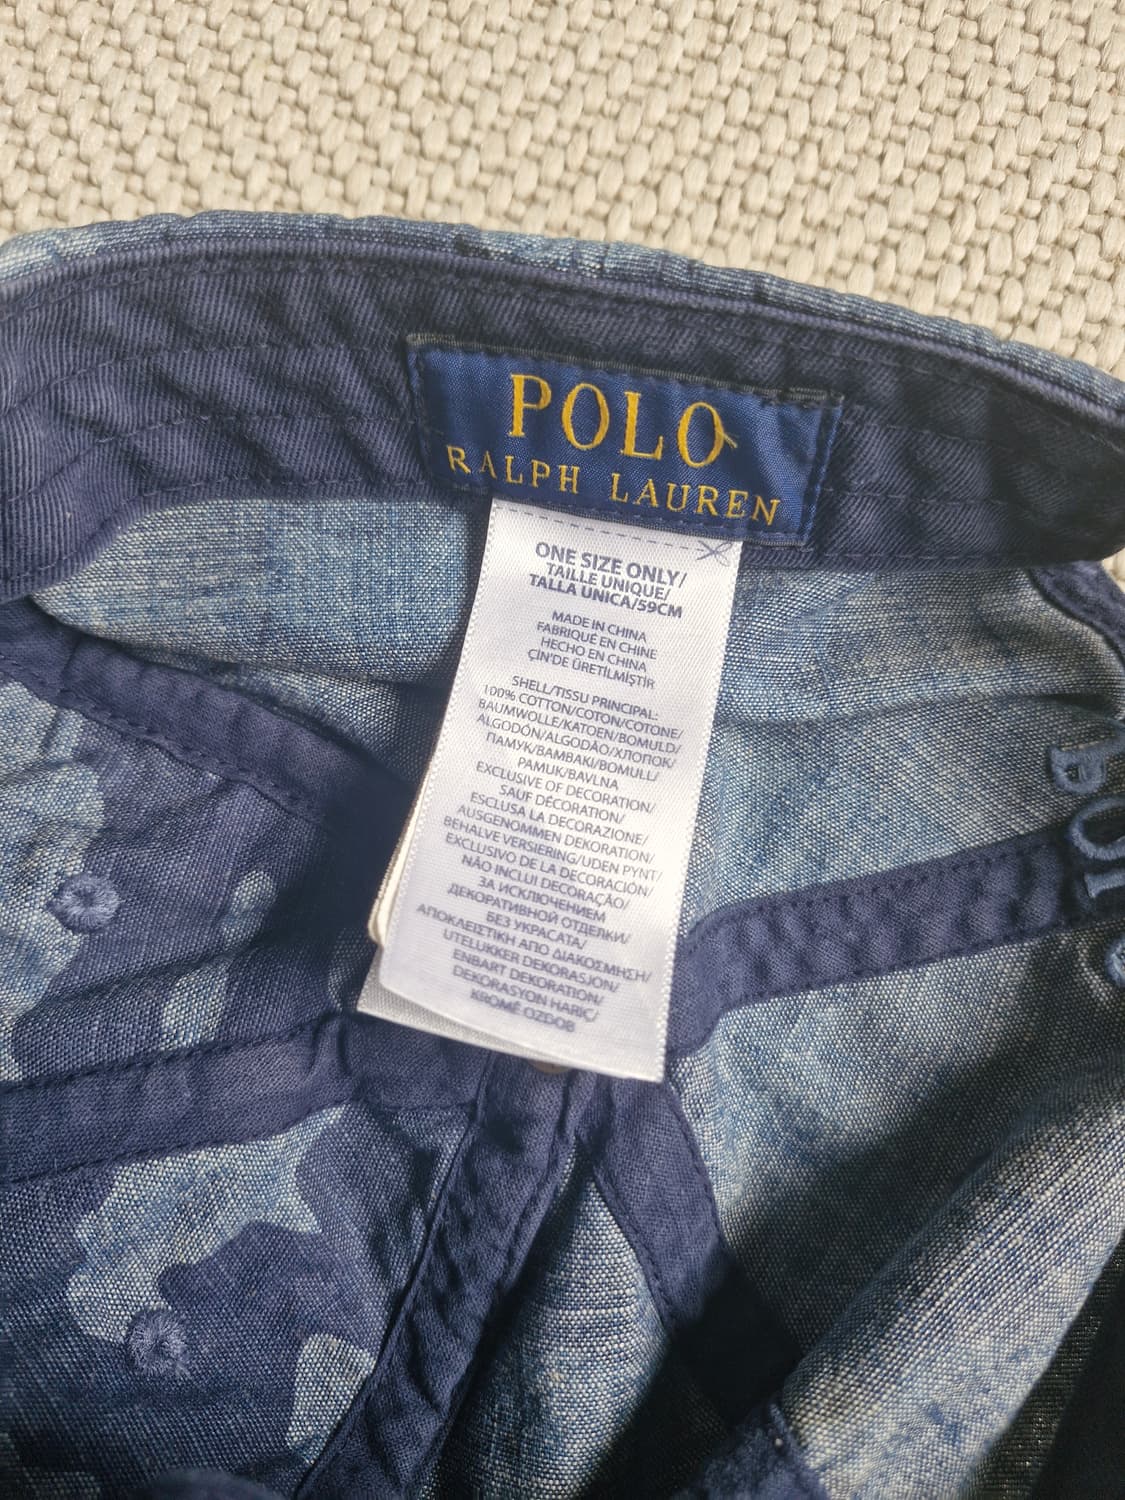 POLO
RALPH LAUREN
ONE SIZE ONLY/
TAILLE UNIQUE/
TALLA UNICA/59CM
MADE IN CHINA
FABRIQUÉ EN CHINE
HECHO EN CHINA
ÇİN'DE ÜRETİLMİŞTİR
SHELL/TISSU PRINCIPAL:
100% COTTON/COTON/COTONE/
BAUMWOLLE/KATOEN/BOMULD/
ALGODÓN/ALGODÃO/ХЛОПОК/
ПАМУК/BAMBAKI/BOMULL/
PAMUK/BAVLNA
EXCLUSIVE OF DECORATION/
SAUF DÉCORATION/
ESCLUSA LA DECORAZIONE/
AUSGENOMMEN DEKORATION/
BEHALVE VERSIERING/UDEN PYNT/
EXCLUSIVO DE LA DECORACIÓN/
NÃO INCLUI DECORAÇÃO/
ЗА ИСКЛЮЧЕНИЕМ
ДЕКОРАТИВНОЙ ОТДЕЛКИ/
БЕЗ УКРАСАТА/
ΑΠΟΚΛΕΙΣΤΙΚΗ ΑΠΟ ΔΙΑΚΟΣΜΗΣΗ/
UTELUKKER DEKORASJON/
ENBART DEKORATION/
DEKORASYON HARİÇ/
KROMĚ OZDOB
POLO